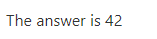 The answer is 42